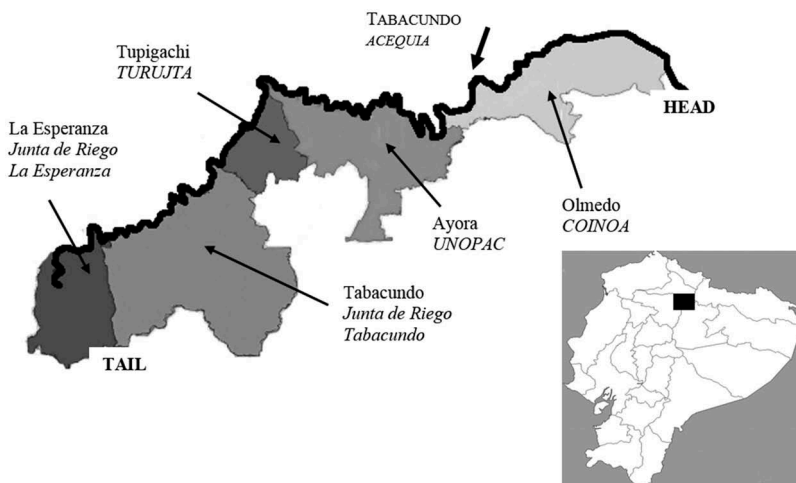 TABACUNDO
ACEQUIA
Tupigachi
TURUJTA
HEAD
La Esperanza
Junta de Riego
La Esperanza
Olmedo
COINOA
Ayora
UNOPAC
Tabacundo
Junta de Riego
Tabacundo
TAIL